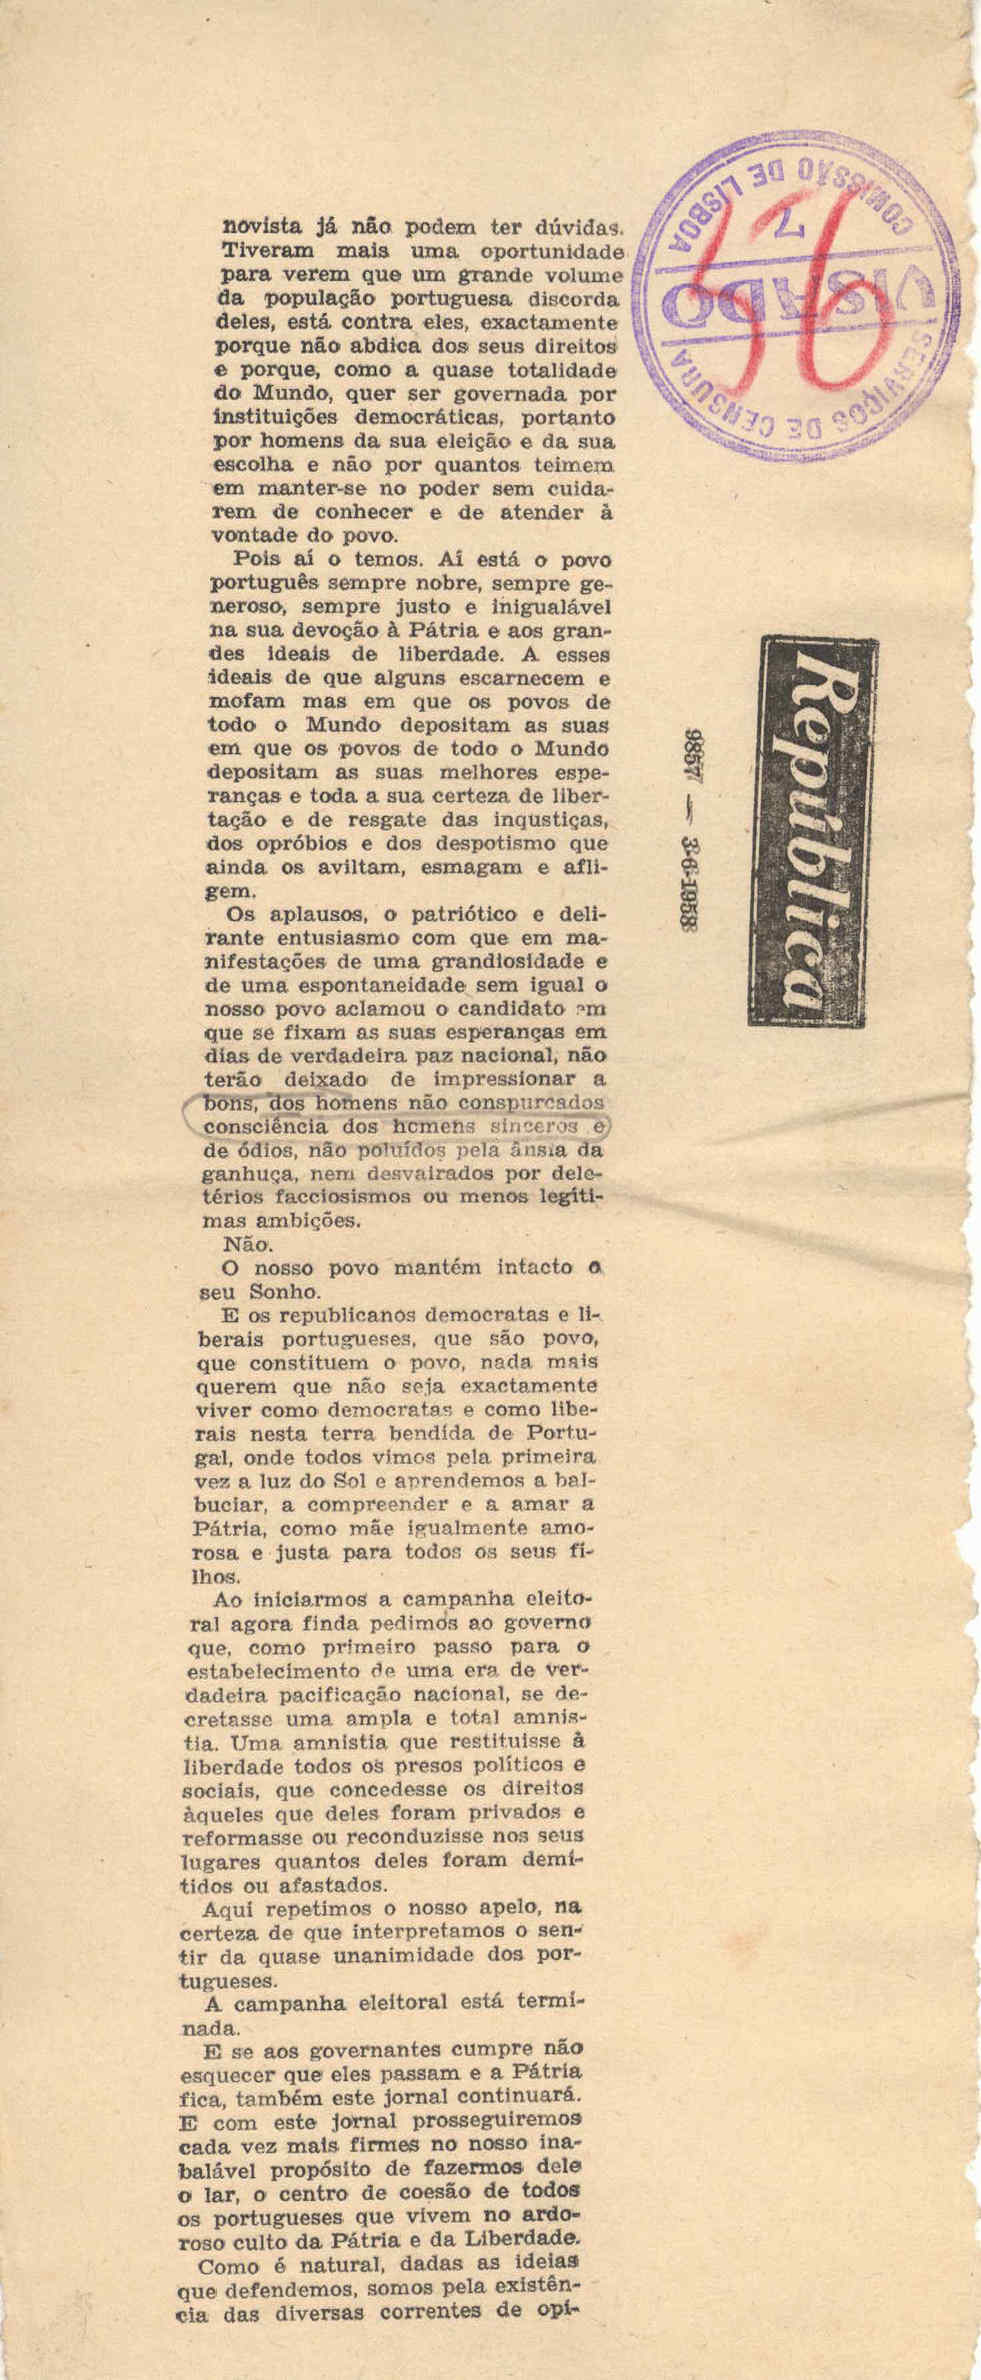 novista já não podem ter dúvidas.
Tiveram mais uma oportunidade
para verem que um grande volume
da população portuguesa discorda
deles, está contra eles, exactamente
porque não abdica dos seus direitos
e porque, como a quase totalidade
do Mundo, quer ser governada por
instituições democráticas, portanto
por homens da sua eleição e da sua
escolha e não por quantos teimem
em manter-se no poder sem cuida-
rem de conhecer e de atender à
vontade do povo.
Pois aí o temos. Aí está o povo
português sempre nobre, sempre ge-
neroso, sempre justo e inigualável
na sua devoção à Pátria e aos gran-
des ideais de liberdade. A esses
ideais de que alguns escarnecem e
mofam mas em que os povos de
todo o Mundo depositam as suas
em que os povos de todo o Mundo
depositam as suas melhores espe-
ranças e toda a sua certeza de liber-
tação e de resgate das inqustiças,
dos opróbios e dos despotismo que
ainda os aviltam, esmagam e afli-
gem.
Os aplausos, o patriótico e deli-
rante entusiasmo com que em ma-
nifestações de uma grandiosidade e
de uma espontaneidade sem igual o
nosso povo aclamou o candidato em
que se fixam as suas esperanças em
dias de verdadeira paz nacional, não
terão deixado de impressionar a
bons, dos homens não conspurcados
consciência dos homens sinceros e
de ódios, não poluídos pela ânsia da
ganhuça, nem desvairados por dele-
térios facciosismos ou menos legíti-
mas ambições.
Não.
O nosso povo mantém intacto o
seu Sonho.
E os republicanos democratas e li-
berais portugueses, que são povo,
que constituem o povo, nada mais
querem que não seja exactamente
viver como democratas e como libe-
rais nesta terra bendida de Portu-
gal, onde todos vimos pela primeira
vez a luz do Sol e aprendemos a bal-
buciar, a compreender e a amar a
Pátria, como mãe igualmente amo-
rosa e justa para todos os seus fi-
lhos.
Ao iniciarmos a campanha eleito-
ral agora finda pedimos ao governo
que, como primeiro passo para o
estabelecimento de uma era de ver-
dadeira pacificação nacional, se de-
cretasse uma ampla e total amnis-
tia. Uma amnistia que restituisse à
liberdade todos os presos políticos e
sociais, que concedesse os direitos
àqueles que deles foram privados e
reformasse ou reconduzisse nos seus
lugares quantos deles foram demi-
tidos ou afastados.
Aqui repetimos o nosso apelo, na
certeza de que interpretamos o sen-
tir da quase unanimidade dos por-
tugueses.
A campanha eleitoral está termi-
nada.
E se aos governantes cumpre não
esquecer que eles passam e a Pátria
fica, também este jornal continuará.
E com este jornal prosseguiremos
cada vez mais firmes no nosso ina-
balável propósito de fazermos dele
o lar, o centro de coesão de todos
os portugueses que vivem no ardo-
roso culto da Pátria e da Liberdade.
Como é natural, dadas as ideias
que defendemos, somos pela existên-
cia das diversas correntes de opi-
SERVIÇOS DE CENSURA
VISADO
7
COMISSÃO DE LISBOA
56
República
9857 — 3-6-1958